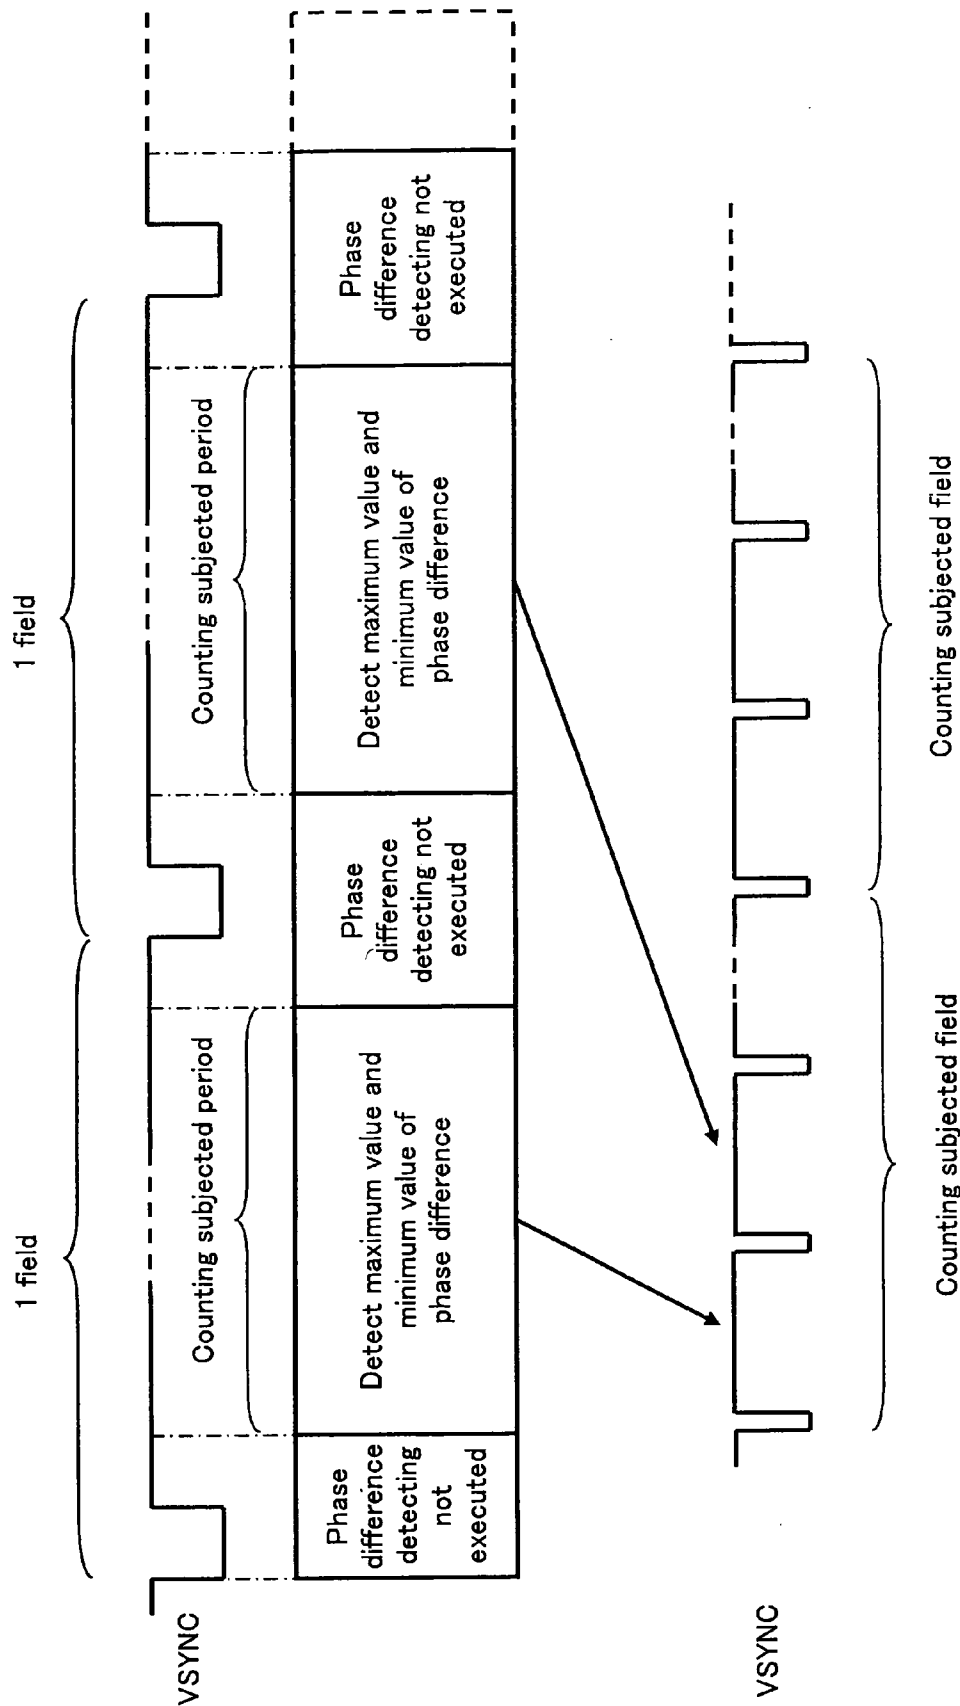 1 field
1 field
VSYNC
Counting subjected period
Counting subjected period
Phase
difference
detecting
not
executed
Detect maximum value and
minimum value of
phase difference
Phase
difference
detecting not
executed
Detect maximum value and
minimum value of
phase difference
Phase
difference
detecting not
executed
VSYNC
Counting subjected field
Counting subjected field